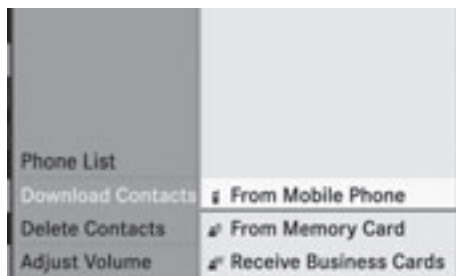 Phone List
Download Contacts
From Mobile Phone
Delete Contacts
From Memory Card
Adjust Volume
Receive Business Cards